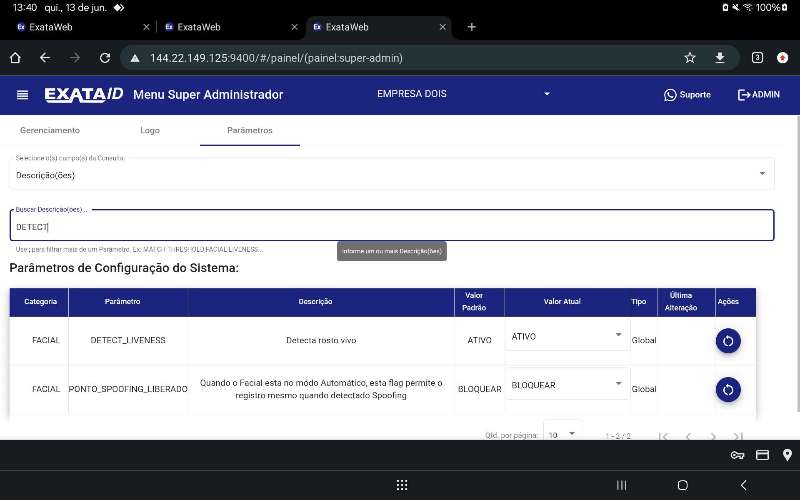 13:40 qui., 13 de jun. 100%
ExataWeb ExataWeb ExataWeb
144.22.149.125:9400/#/painel/(painel:super-admin) 3
EXATAID Menu Super Administrador EMPRESA DOIS Suporte ADMIN
Gerenciamento Logo Parâmetros
Selecione o(s) campo(s) da Consulta:
Descrição(ões)
Buscar Descrição(ões)...
DETECT
Use ; para filtrar mais de um Parâmetro. Ex: MATCH THRESHOLD;FACIAL LIVENESS...
Informe um ou mais Descrição(ões)
Parâmetros de Configuração do Sistema:
Categoria Parâmetro Descrição Valor Padrão Valor Atual Tipo Última Alteração Ações
FACIAL DETECT_LIVENESS Detecta rosto vivo ATIVO ATIVO Global
FACIAL PONTO_SPOOFING_LIBERADO Quando o Facial esta no módo Automático, esta flag permite o registro mesmo quando detectado Spoofing BLOQUEAR BLOQUEAR Global
Qtd. por página: 10 1 - 2 / 2